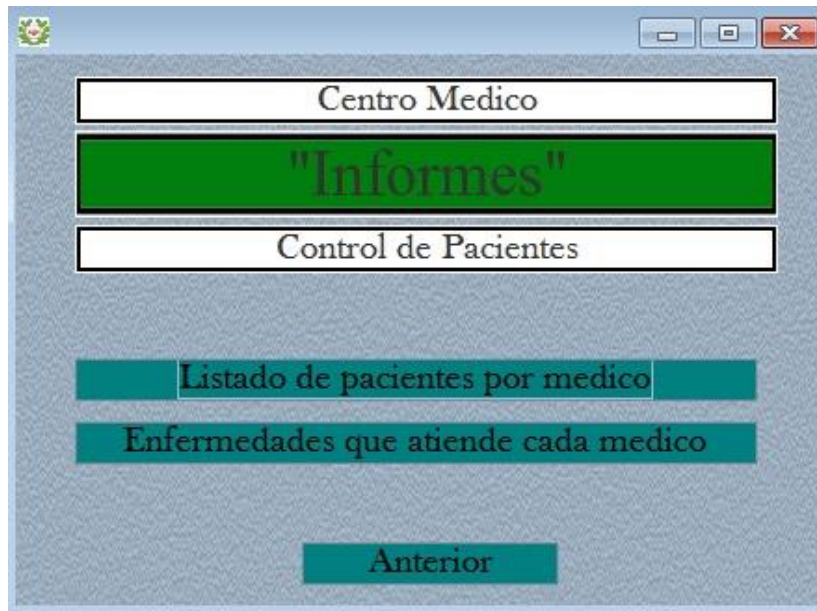 Centro Medico
"Informes"
Control de Pacientes
Listado de pacientes por medico
Enfermedades que atiende cada medico
Anterior